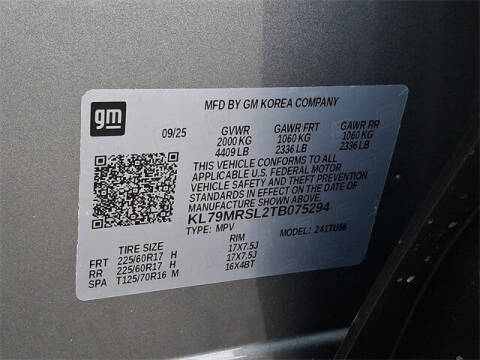 gm
MFD BY GM KOREA COMPANY
09/25 GVWR GAWR FRT GAWR RR
2000 KG 1060 KG 1060 KG
4409 LB 2336 LB 2336 LB
THIS VEHICLE CONFORMS TO ALL
APPLICABLE U.S. FEDERAL MOTOR
VEHICLE SAFETY AND THEFT PREVENTION
STANDARDS IN EFFECT ON THE DATE OF
MANUFACTURE SHOWN ABOVE.
KL79MRSL2TB075294
TYPE: MPV MODEL: 241TU56
TIRE SIZE RIM
FRT 225/60R17 H 17X7.5J
RR 225/60R17 H 17X7.5J
SPA T125/70R16 M 16X4BT